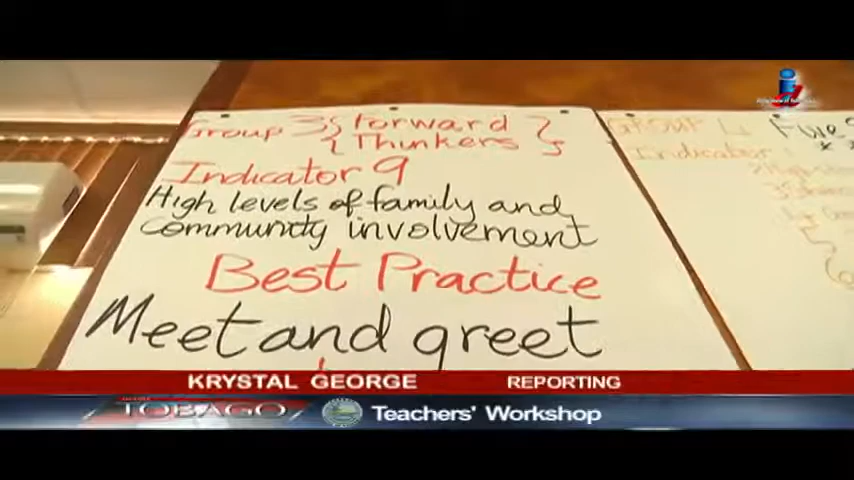 Group 3 { Forward }
{ Thinkers }
Indicator 9
High levels of family and
community involvement
Best Practice
Meet and greet
Group 4
Indicator
KRYSTAL GEORGE REPORTING
TOBAGO Teachers' Workshop